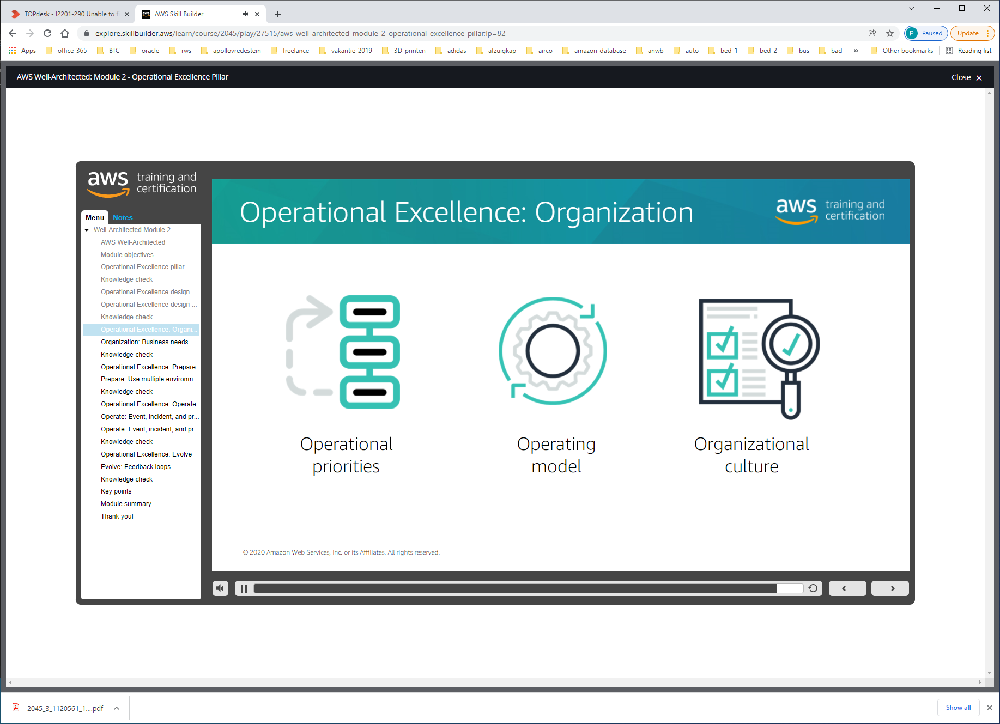 TOPdesk - I2201-290 Unable to f
AWS Skill Builder
explore.skillbuilder.aws/learn/course/2045/play/27515/aws-well-architected-module-2-operational-excellence-pillar;lp=82
P Paused
Update
Apps office-365 BTC oracle rws apollovredestein freelance vakantie-2019 3D-printen adidas afzuigkap airco amazon-database anwb auto bed-1 bed-2 bus bad » Other bookmarks Reading list
AWS Well-Architected: Module 2 - Operational Excellence Pillar
Close
aws training and
certification
Menu Notes
Well-Architected Module 2
AWS Well-Architected
Module objectives
Operational Excellence pillar
Knowledge check
Operational Excellence design ...
Operational Excellence design ...
Knowledge check
Operational Excellence: Organi...
Organization: Business needs
Knowledge check
Operational Excellence: Prepare
Prepare: Use multiple environm...
Knowledge check
Operational Excellence: Operate
Operate: Event, incident, and pr...
Operate: Event, incident, and pr...
Knowledge check
Operational Excellence: Evolve
Evolve: Feedback loops
Knowledge check
Key points
Module summary
Thank you!
Operational Excellence: Organization
aws training and
certification
Operational
priorities
Operating
model
Organizational
culture
© 2020 Amazon Web Services, Inc. or its Affiliates. All rights reserved.
2045_3_1120561_1....pdf
Show all